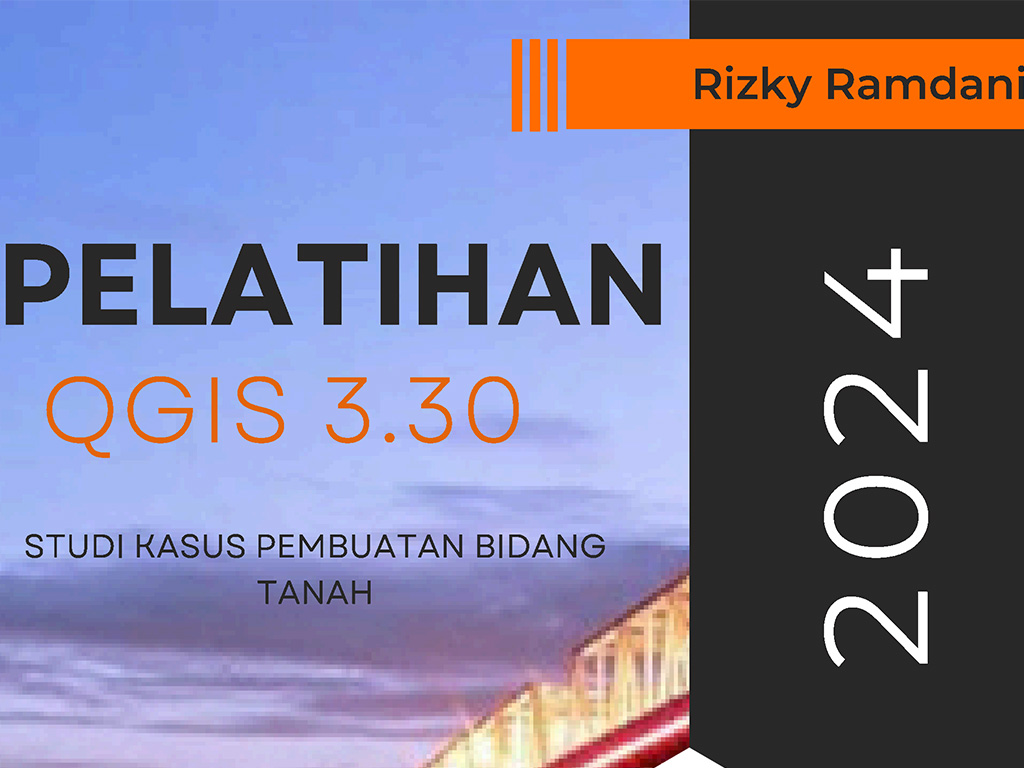 Rizky Ramdani
PELATIHAN
QGIS 3.30
STUDI KASUS PEMBUATAN BIDANG
TANAH
2024